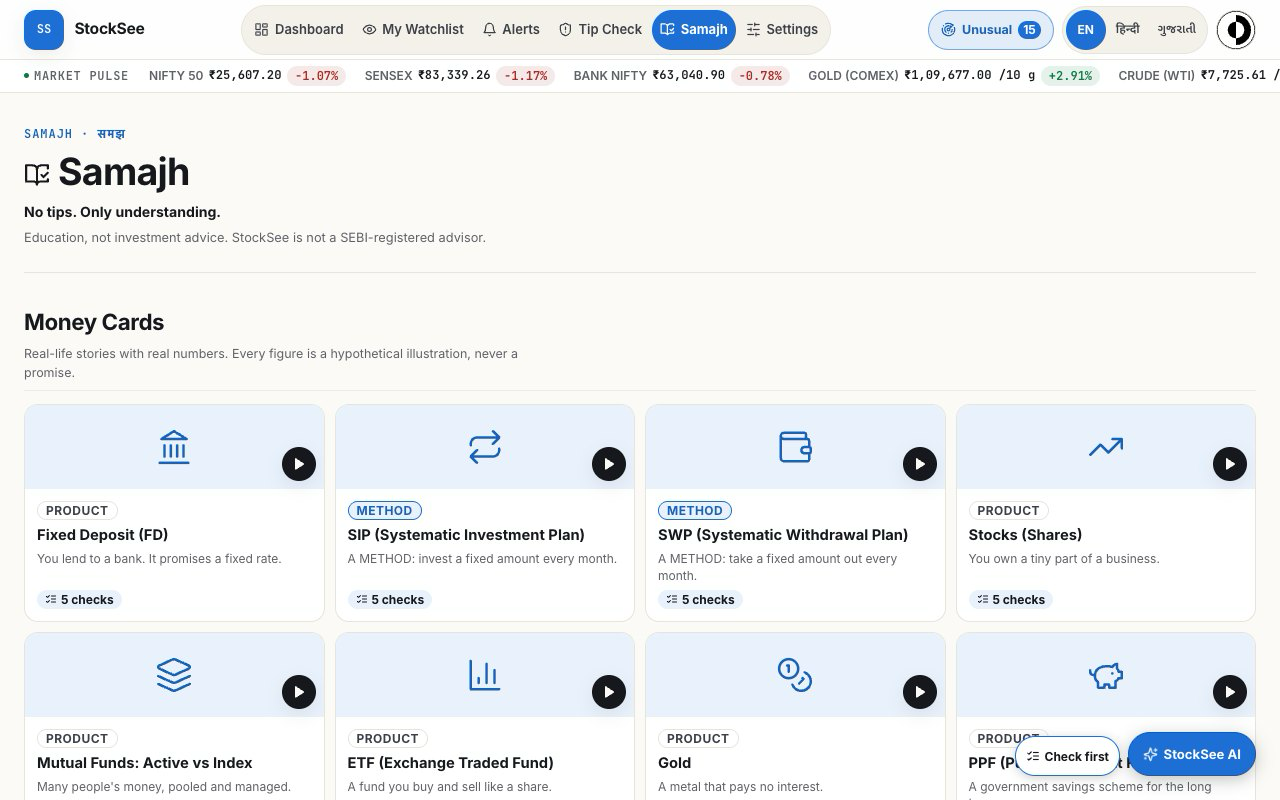 SS StockSee Dashboard My Watchlist Alerts Tip Check Samajh Settings Unusual 15 EN हिन्दी ગુજરાતી
MARKET PULSE NIFTY 50 ₹25,607.20 -1.07% SENSEX ₹83,339.26 -1.17% BANK NIFTY ₹63,040.90 -0.78% GOLD (COMEX) ₹1,09,677.00 /10 g +2.91% CRUDE (WTI) ₹7,725.61 /
SAMAJH · समझ
Samajh
No tips. Only understanding.
Education, not investment advice. StockSee is not a SEBI-registered advisor.
Money Cards
Real-life stories with real numbers. Every figure is a hypothetical illustration, never a
promise.
PRODUCT
Fixed Deposit (FD)
You lend to a bank. It promises a fixed rate.
5 checks
METHOD
SIP (Systematic Investment Plan)
A METHOD: invest a fixed amount every month.
5 checks
METHOD
SWP (Systematic Withdrawal Plan)
A METHOD: take a fixed amount out every
month.
5 checks
PRODUCT
Stocks (Shares)
You own a tiny part of a business.
5 checks
PRODUCT
Mutual Funds: Active vs Index
Many people's money, pooled and managed.
PRODUCT
ETF (Exchange Traded Fund)
A fund you buy and sell like a share.
PRODUCT
Gold
A metal that pays no interest.
PRODUCT
PPF
A government savings scheme for the long
Check first
StockSee AI